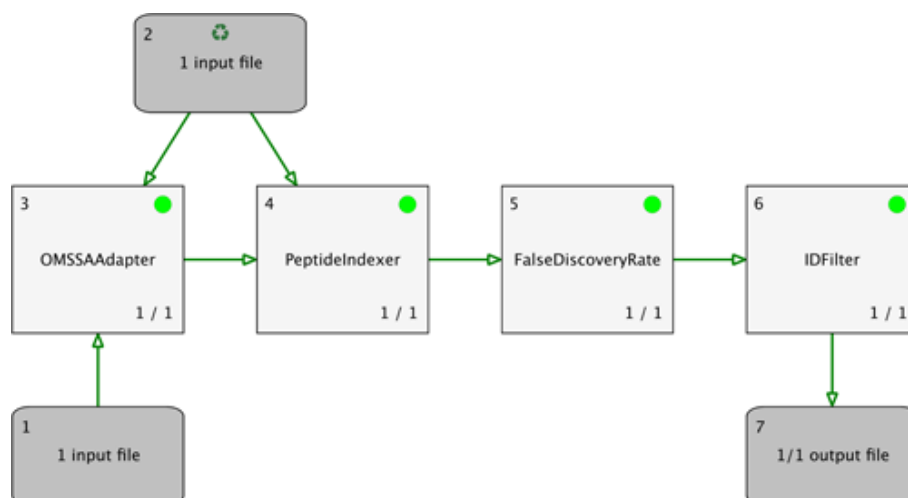 2
1 input file
3
OMSSAAdapter
1 / 1
4
PeptideIndexer
1 / 1
5
FalseDiscoveryRate
1 / 1
6
IDFilter
1 / 1
1
1 input file
7
1/1 output file